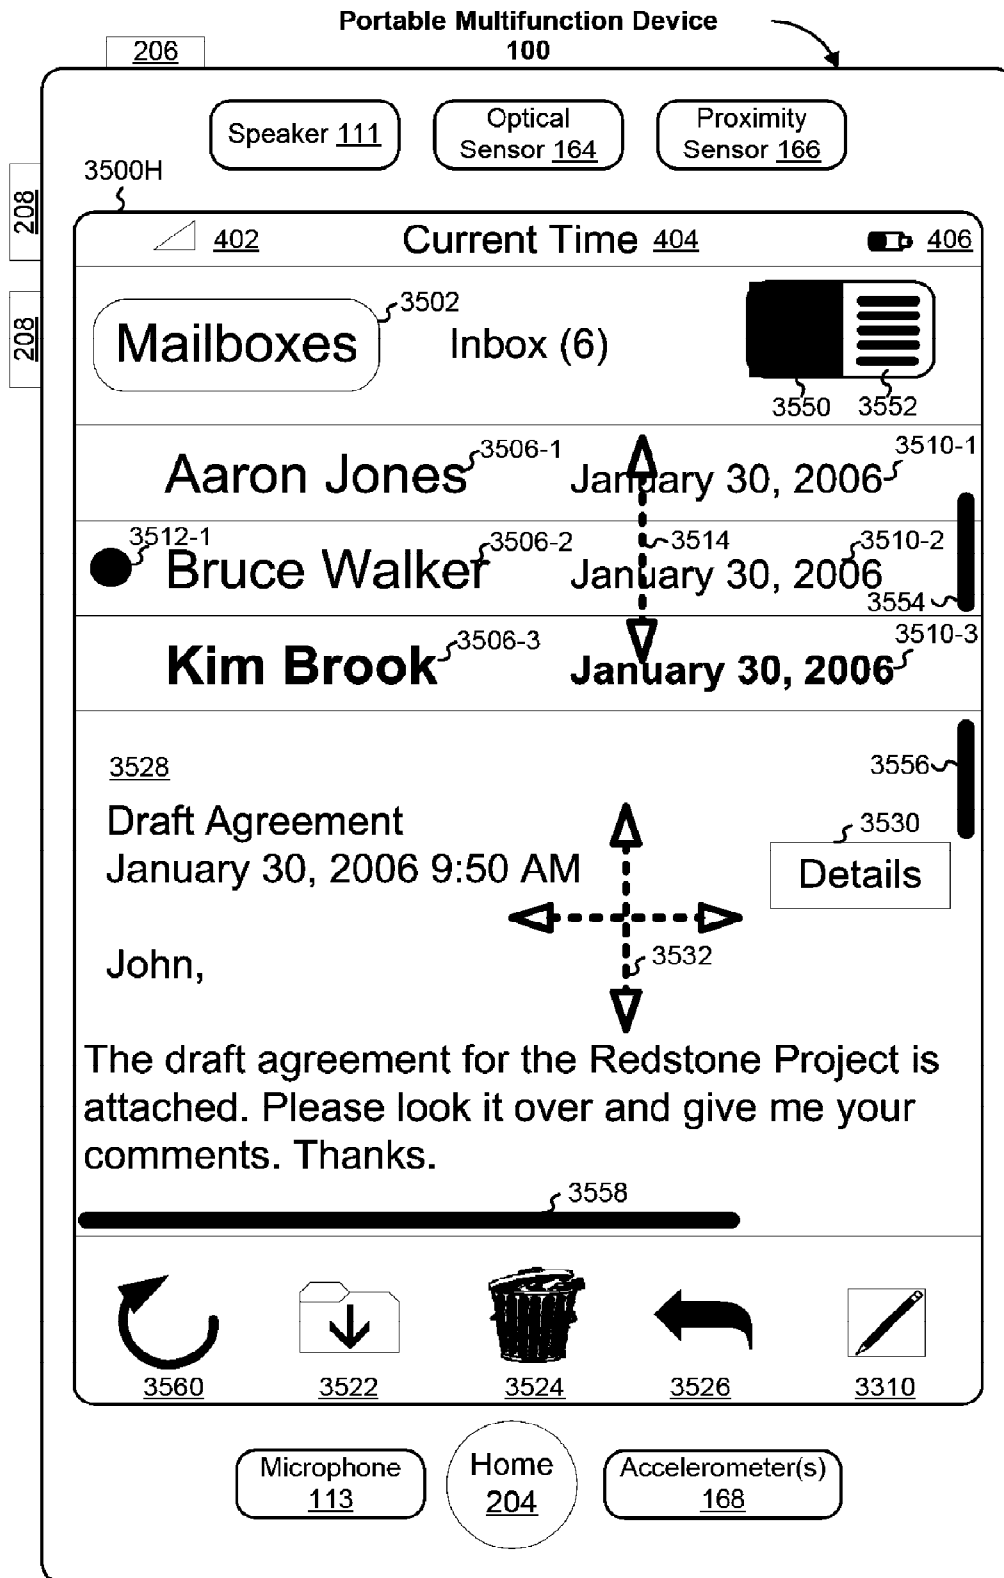 Portable Multifunction Device
100
206
Speaker 111
Optical
Sensor 164
Proximity
Sensor 166
3500H
208
208
402
Current Time 404
406
Mailboxes
3502
Inbox (6)
3550
3552
Aaron Jones
3506-1
January 30, 2006
3510-1
3512-1
Bruce Walker
3506-2
3514
January 30, 2006
3510-2
3554
Kim Brook
3506-3
January 30, 2006
3510-3
3528
3556
Draft Agreement
3530
January 30, 2006 9:50 AM
Details
John,
3532
The draft agreement for the Redstone Project is
attached. Please look it over and give me your
comments. Thanks.
3558
3560
3522
3524
3526
3310
Microphone
113
Home
204
Accelerometer(s)
168